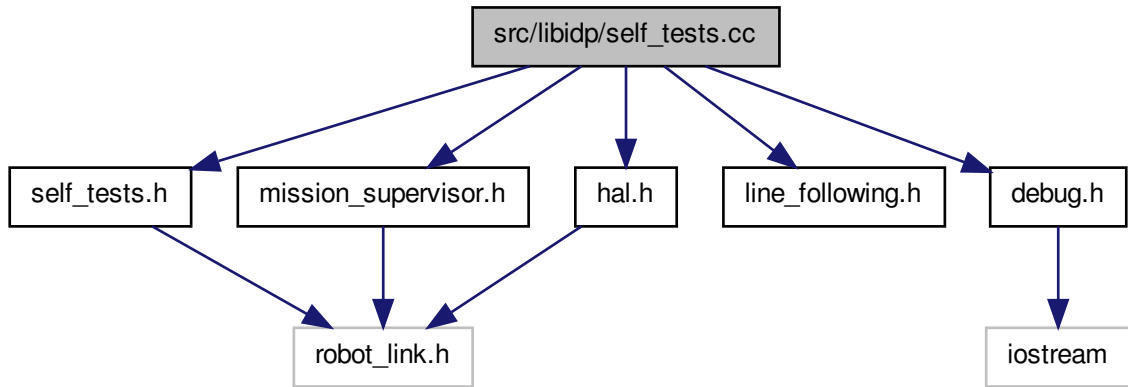 src/libidp/self_tests.cc
self_tests.h
mission_supervisor.h
hal.h
line_following.h
debug.h
robot_link.h
iostream